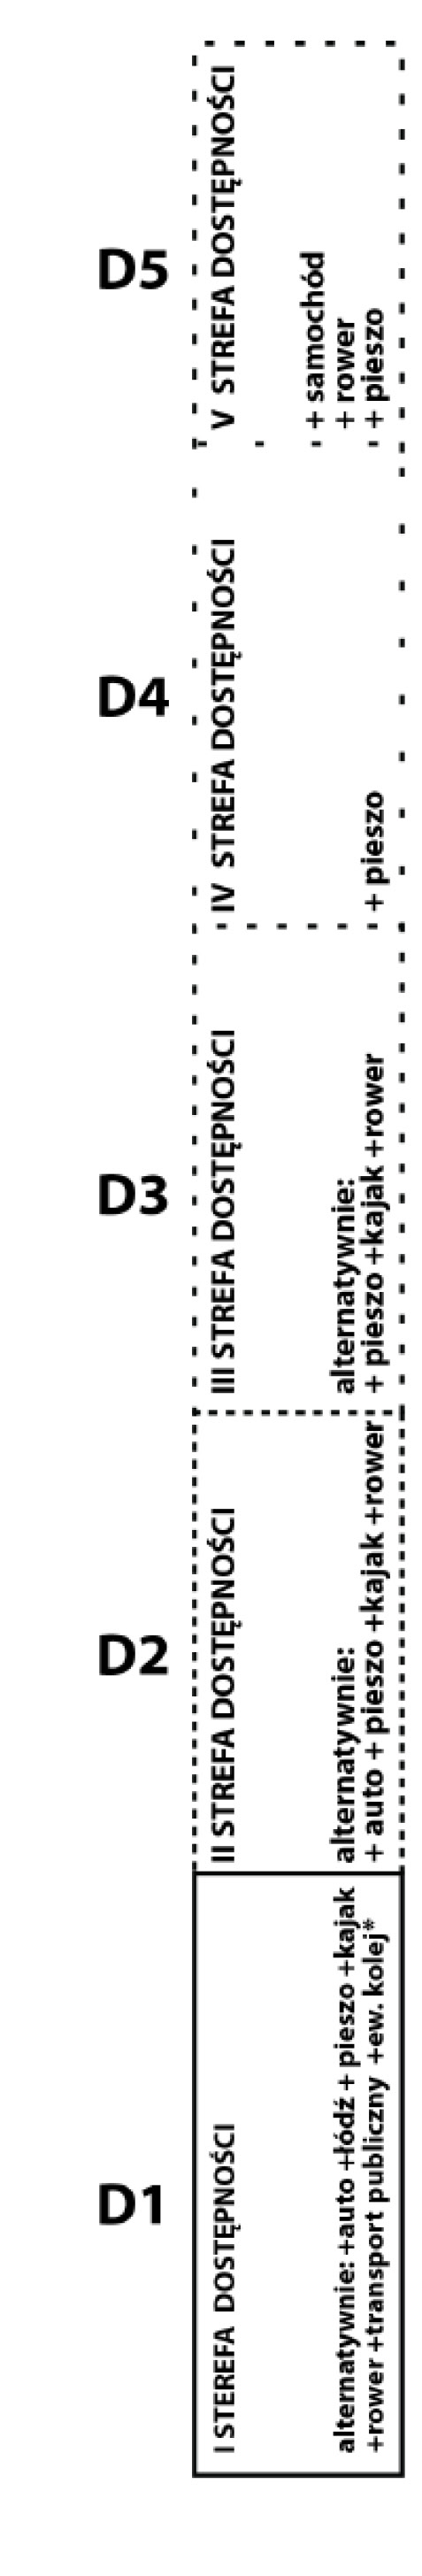 D5
V STREFA DOSTĘPNOŚCI
+ samochód
+ rower
+ pieszo
D4
IV STREFA DOSTĘPNOŚCI
+ pieszo
D3
III STREFA DOSTĘPNOŚCI
alternatywnie:
+ pieszo +kajak +rower
D2
II STREFA DOSTĘPNOŚCI
alternatywnie:
+ auto + pieszo +kajak +rower
D1
I STEREFA DOSTĘPNOŚCI
alternatywnie: +auto +łódź + pieszo +kajak
+rower +transport publiczny +ew. kolej*